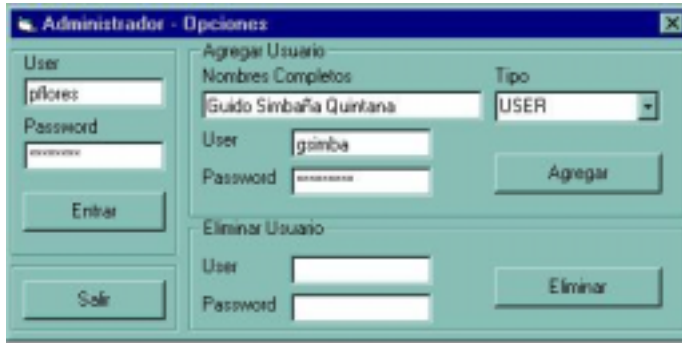 Administrador - Opciones
User
pflores
Password
********
Entrar
Salir
Agregar Usuario
Nombres Completos
Guido Simbaña Quintana
Tipo
USER
User
gsimba
Password
*********
Agregar
Eliminar Usuario
User
Password
Eliminar